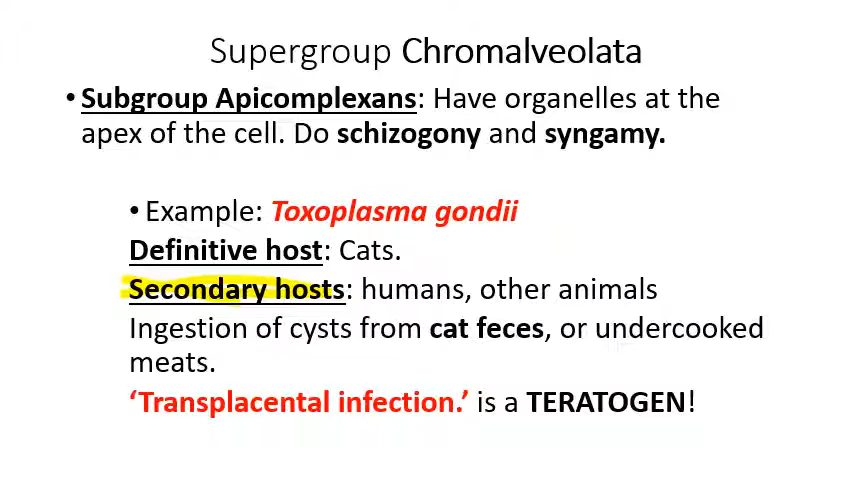 Supergroup Chromalveolata
• Subgroup Apicomplexans: Have organelles at the
apex of the cell. Do schizogony and syngamy.
• Example: Toxoplasma gondii
Definitive host: Cats.
Secondary hosts: humans, other animals
Ingestion of cysts from cat feces, or undercooked
meats.
‘Transplacental infection.’ is a TERATOGEN!